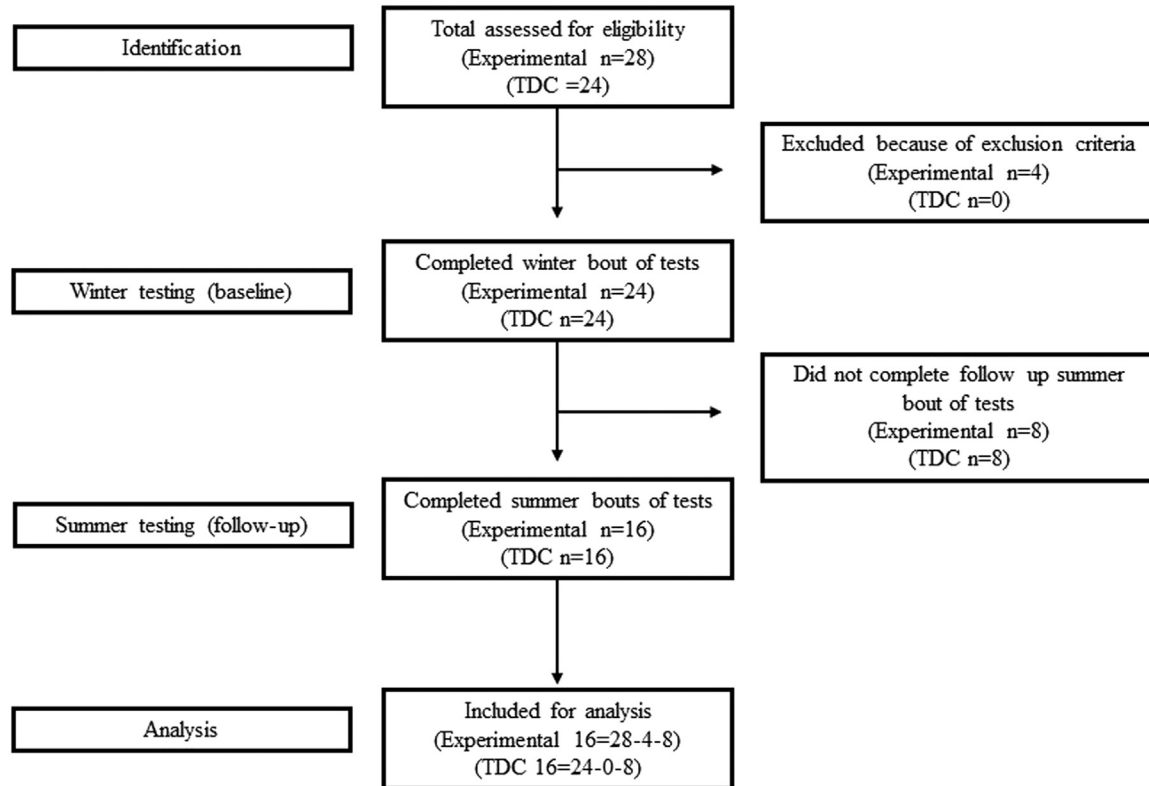 Identification
Total assessed for eligibility
(Experimental n=28)
(TDC =24)
Excluded because of exclusion criteria
(Experimental n=4)
(TDC n=0)
Winter testing (baseline)
Completed winter bout of tests
(Experimental n=24)
(TDC n=24)
Did not complete follow up summer
bout of tests
(Experimental n=8)
(TDC n=8)
Summer testing (follow-up)
Completed summer bouts of tests
(Experimental n=16)
(TDC n=16)
Analysis
Included for analysis
(Experimental 16=28-4-8)
(TDC 16=24-0-8)